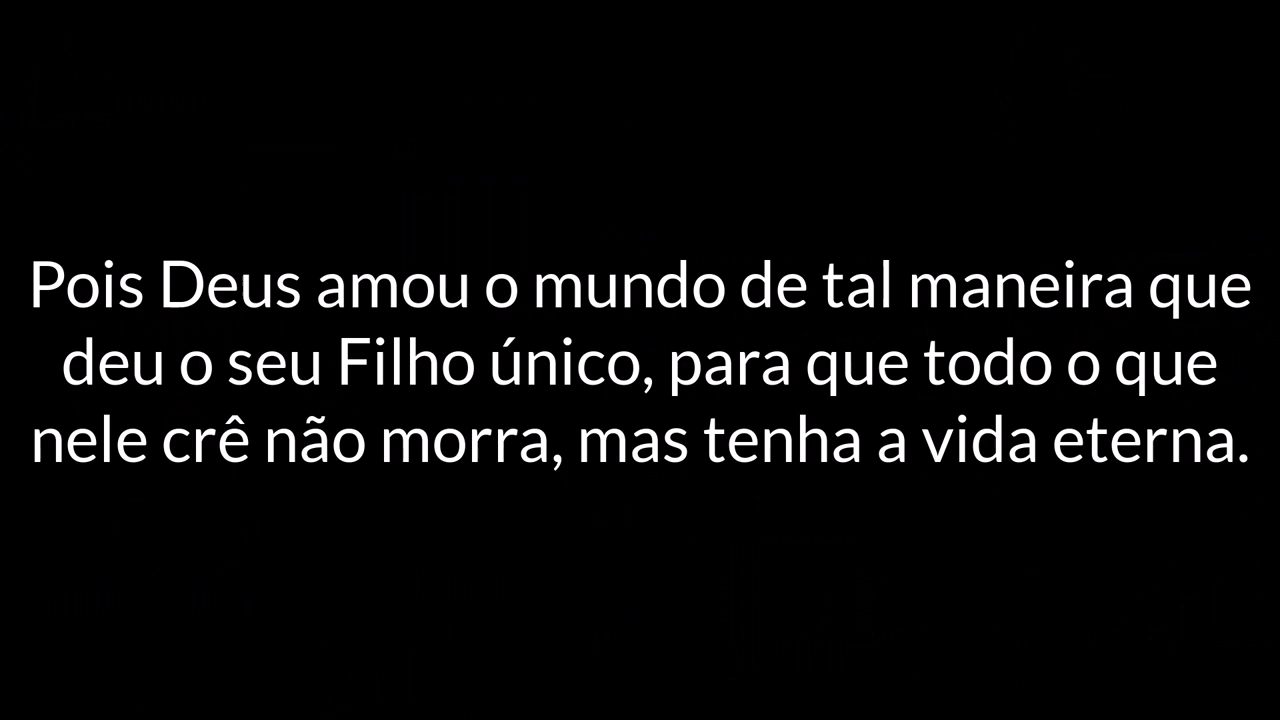 Pois Deus amou o mundo de tal maneira que
deu o seu Filho único, para que todo o que
nele crê não morra, mas tenha a vida eterna.